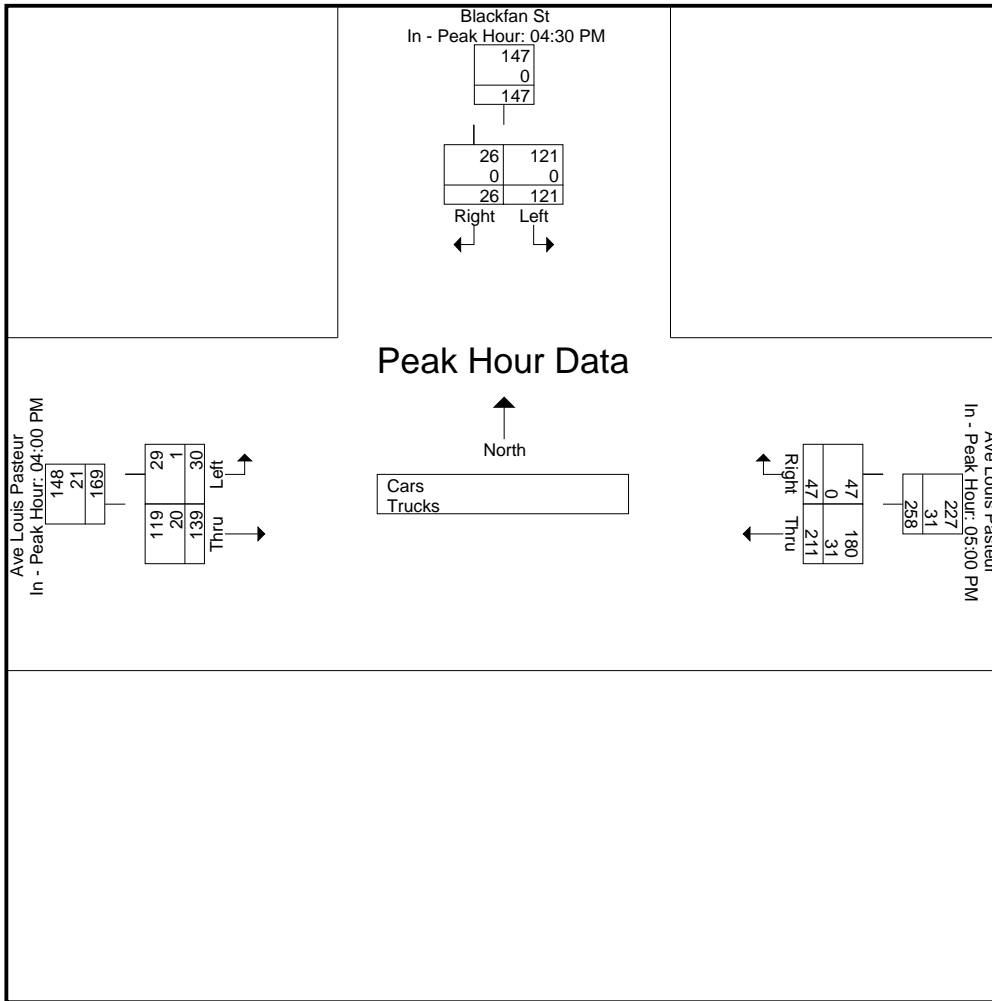 Blackfan St
In - Peak Hour: 04:30 PM
147
0
147
26 121
0 0
26 121
Right Left
Peak Hour Data
North
Cars
Trucks
Ave Louis Pasteur
In - Peak Hour: 04:00 PM
148
21
169
29 1 30
Left
119 20 139
Thru
Ave Louis Pasteur
In - Peak Hour: 05:00 PM
227
31
258
47 180
0 31
47 211
Right Thru